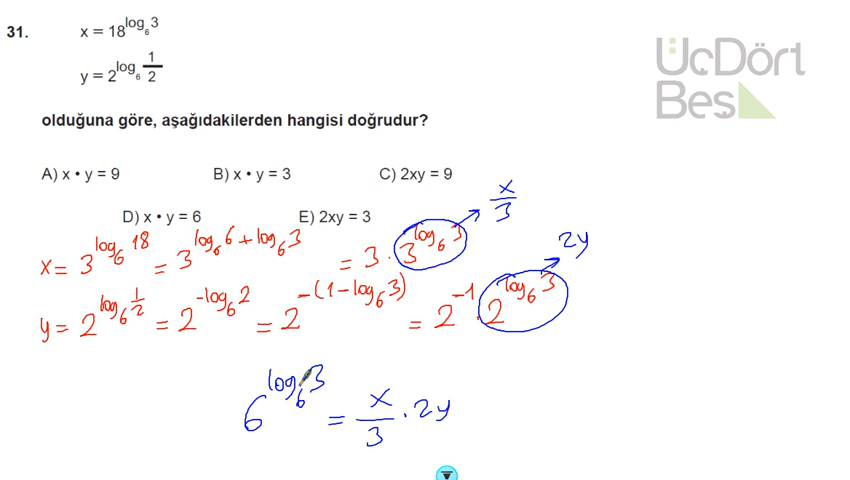 31. x = 18^log₆3
y = 2^log₆ 1/2
ÜçDört
Beş
olduğuna göre, aşağıdakilerden hangisi doğrudur?
A) x • y = 9 B) x • y = 3 C) 2xy = 9
D) x • y = 6 E) 2xy = 3
x/3
x = 3^log₆18 = 3^log₆6 + log₆3 = 3 . 3^log₆3
2y
y = 2^log₆ 1/2 = 2^-log₆2 = 2^-(1-log₆3) = 2^-1 . 2^log₆3
6^log₆3 = x/3 . 2y